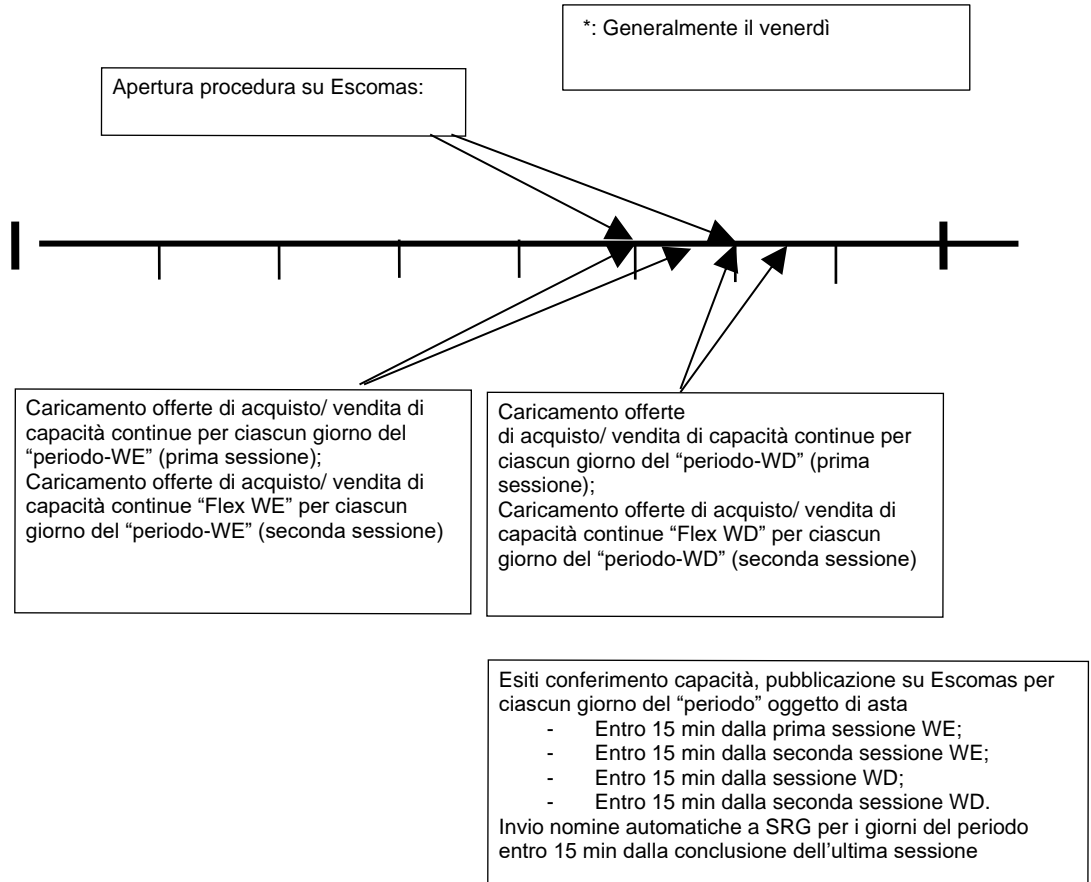 *: Generalmente il venerdì
Apertura procedura su Escomas:
Caricamento offerte di acquisto/ vendita di
capacità continue per ciascun giorno del
“periodo-WE” (prima sessione);
Caricamento offerte di acquisto/ vendita di
capacità continue “Flex WE” per ciascun
giorno del “periodo-WE” (seconda sessione)
Caricamento offerte
di acquisto/ vendita di capacità continue per
ciascun giorno del “periodo-WD” (prima
sessione);
Caricamento offerte di acquisto/ vendita di
capacità continue “Flex WD” per ciascun
giorno del “periodo-WD” (seconda sessione)
Esiti conferimento capacità, pubblicazione su Escomas per
ciascun giorno del “periodo” oggetto di asta
- Entro 15 min dalla prima sessione WE;
- Entro 15 min dalla seconda sessione WE;
- Entro 15 min dalla sessione WD;
- Entro 15 min dalla seconda sessione WD.
Invio nomine automatiche a SRG per i giorni del periodo
entro 15 min dalla conclusione dell’ultima sessione